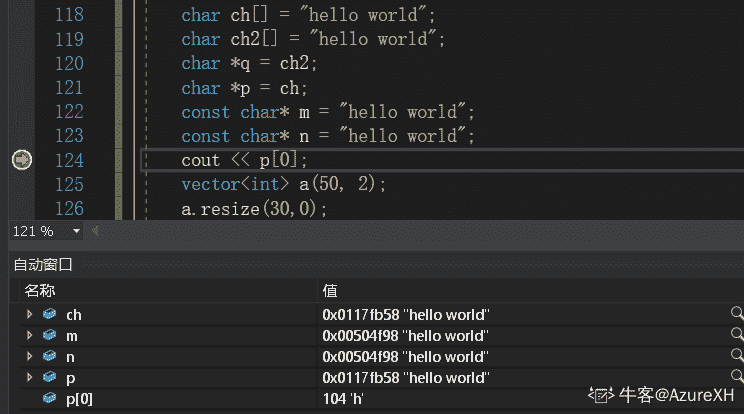 118 char ch[] = "hello world";
119 char ch2[] = "hello world";
120 char *q = ch2;
121 char *p = ch;
122 const char* m = "hello world";
123 const char* n = "hello world";
124 cout << p[0];
125 vector<int> a(50, 2);
126 a.resize(30,0);
121 %
自动窗口
名称 值
ch 0x0117fb58 "hello world"
m 0x00504f98 "hello world"
n 0x00504f98 "hello world"
p 0x0117fb58 "hello world"
p[0] 104 'h'
牛客@AzureXH